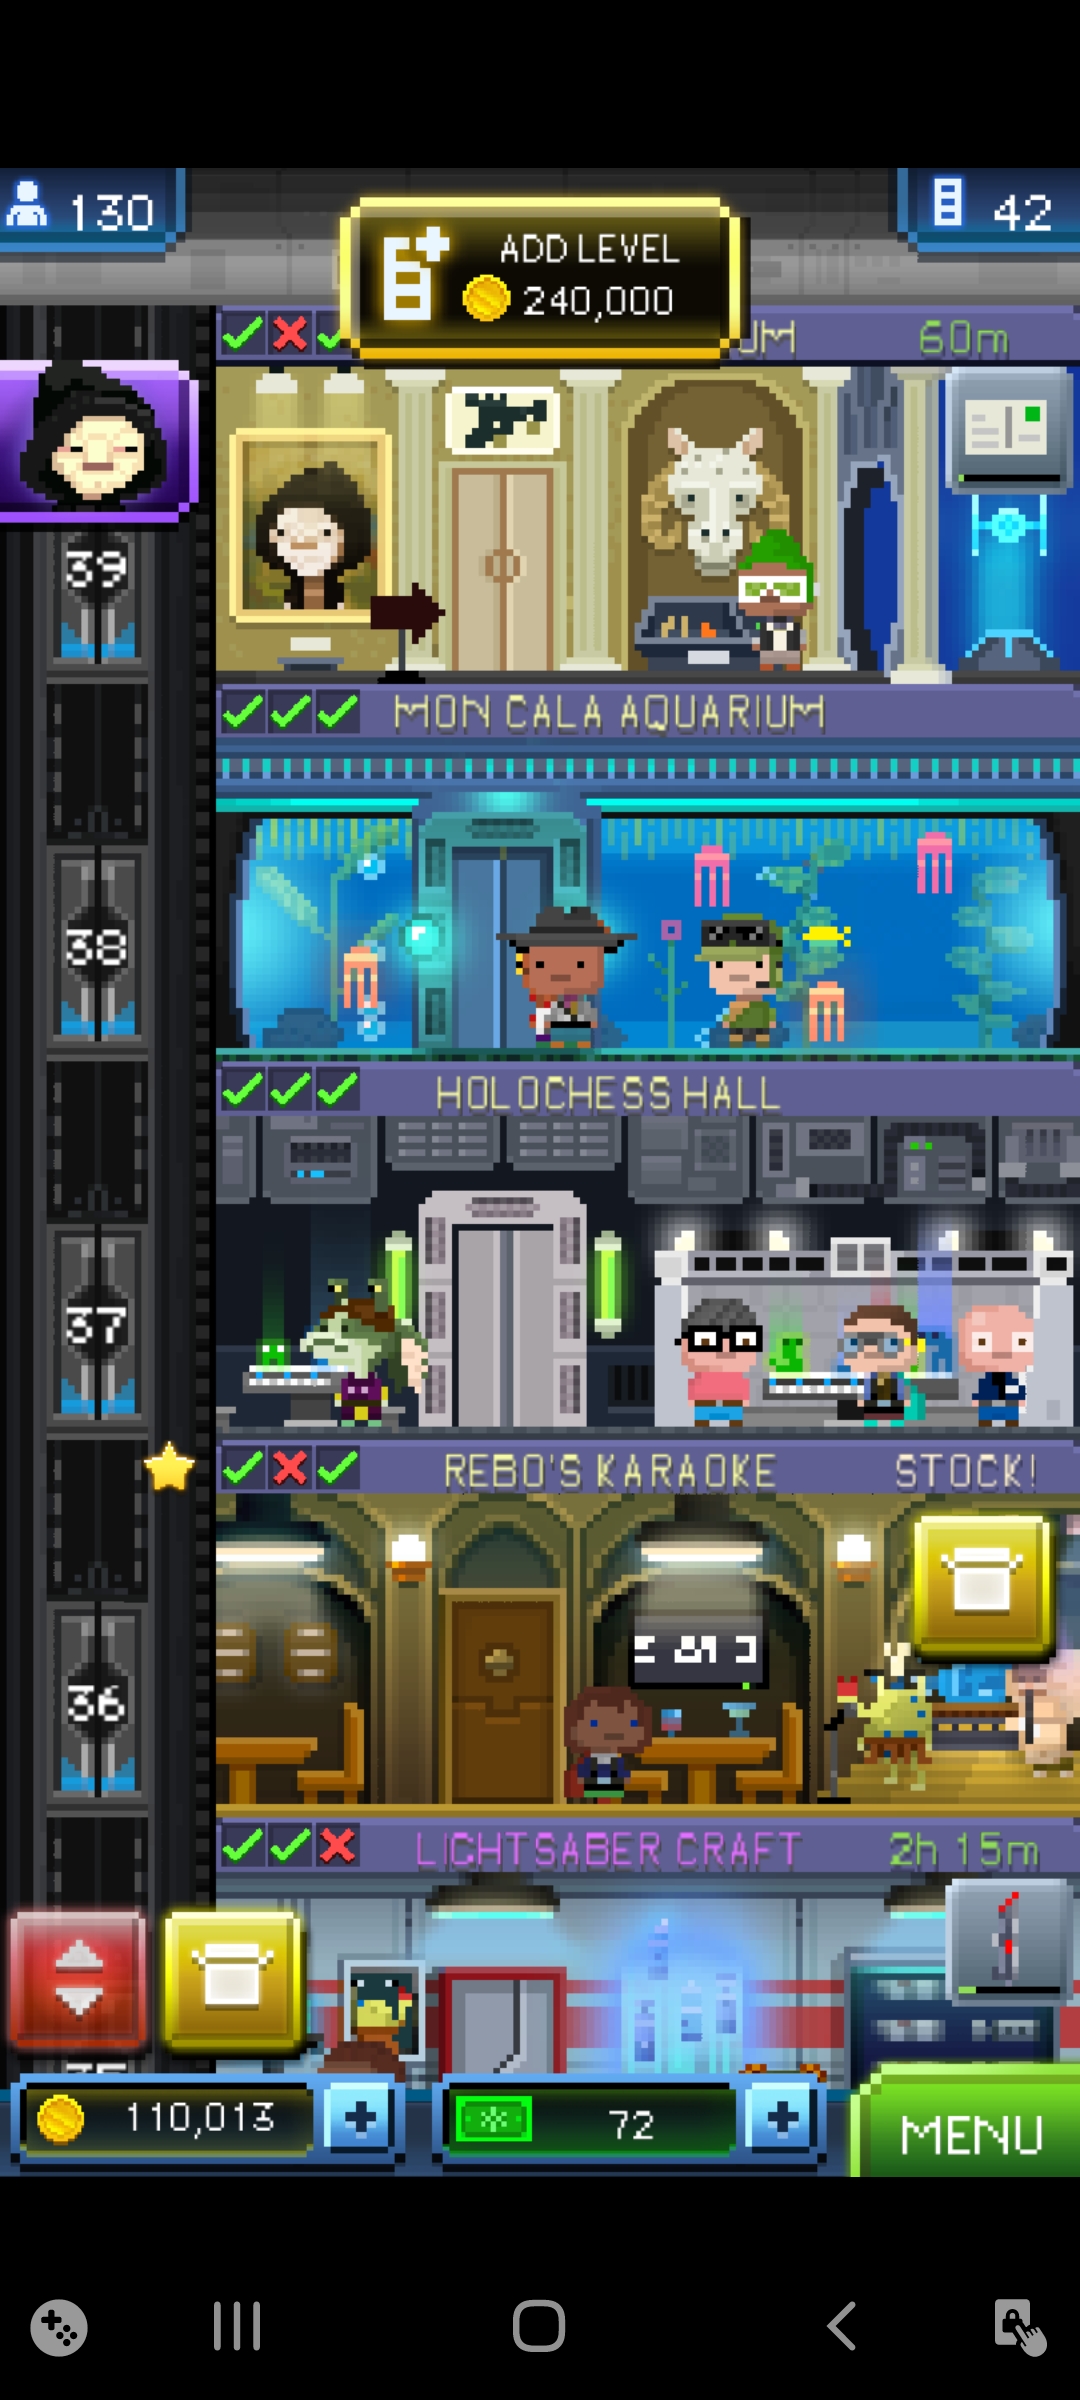 130
ADD LEVEL
240,000
42
UM 60m
39
MON CALA AQUARIUM
38
HOLOCHESS HALL
37
REBO'S KARAOKE STOCK!
36
LIGHTSABER CRAFT 2h 15m
110,013
72
MENU